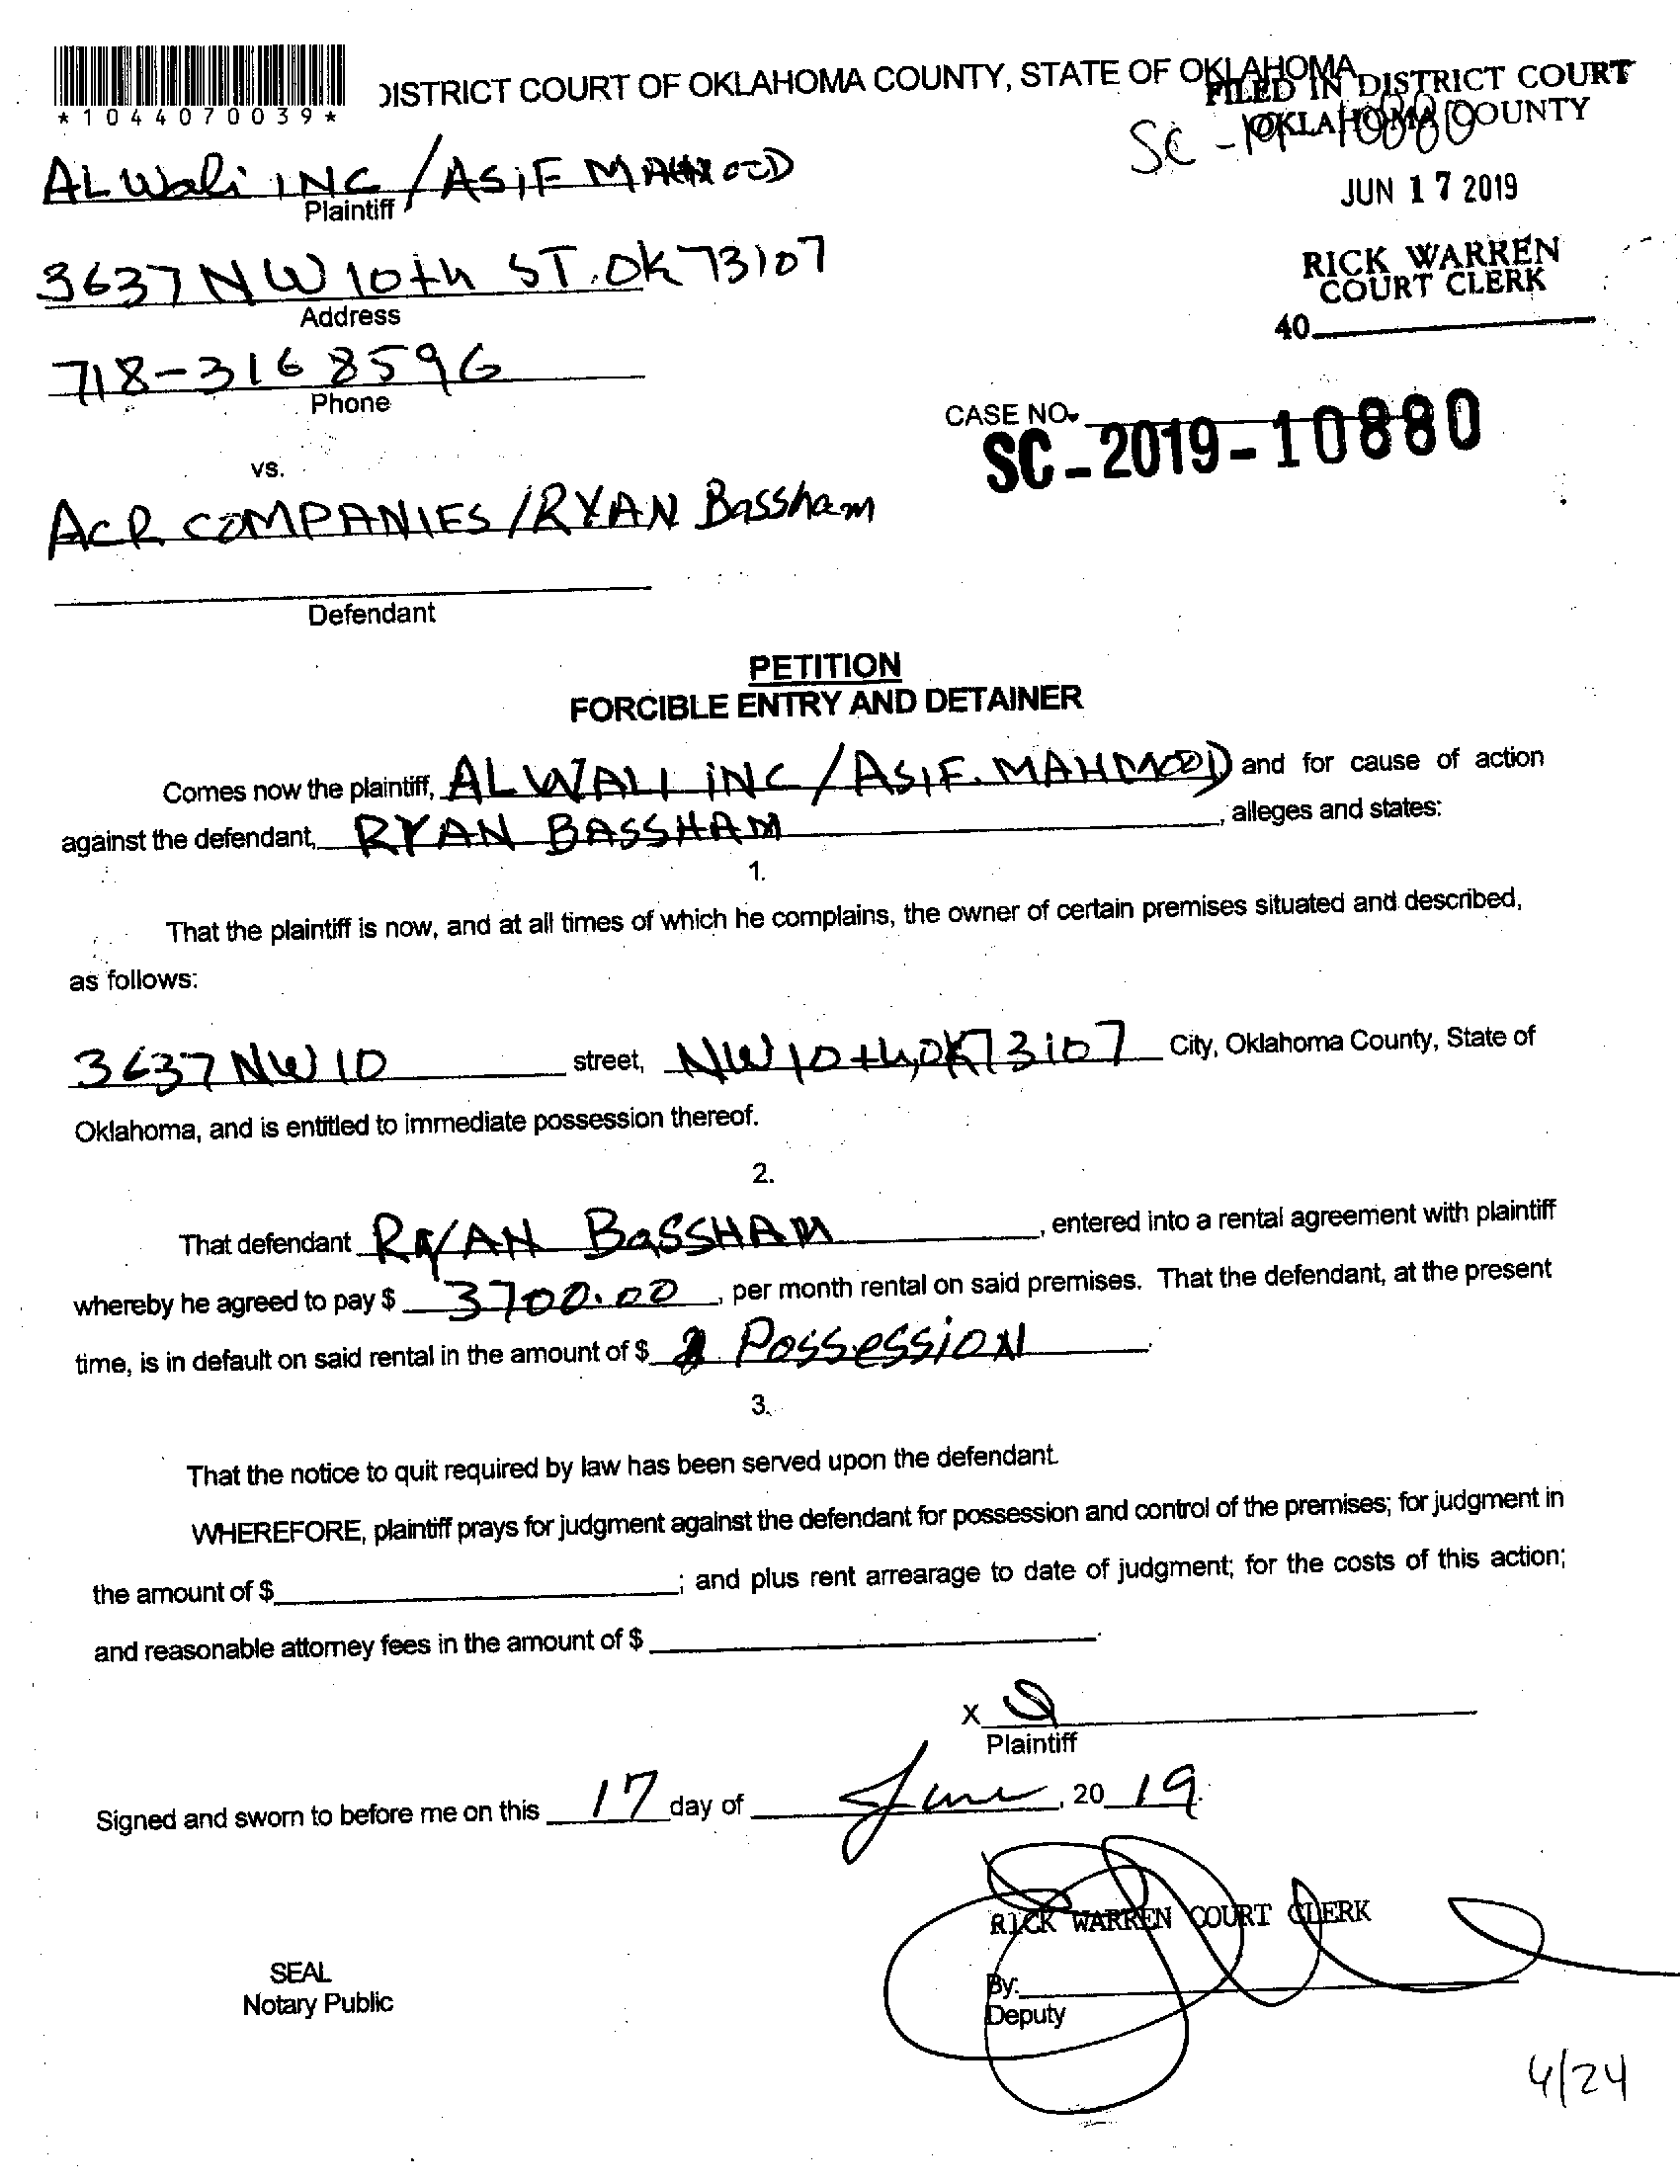 DISTRICT COURT OF OKLAHOMA COUNTY, STATE OF OKLAHOMA
FILED IN DISTRICT COURT
OKLAHOMA COUNTY
*1044070039*
SC-19-10880
JUN 17 2019
AL Wali INC / ASIF MAHMOOD
Plaintiff
RICK WARREN
COURT CLERK
3637 NW 10th ST. OK 73107
Address
40
718-316 8596
Phone
CASE NO.
SC-2019-10880
vs.
ACR COMPANIES / RYAN Bassham
Defendant
PETITION
FORCIBLE ENTRY AND DETAINER
Comes now the plaintiff, ALWALI INC / ASIF. MAHMOOD and for cause of action
against the defendant, RYAN BASSHAM, alleges and states:
1.
That the plaintiff is now, and at all times of which he complains, the owner of certain premises situated and described,
as follows:
3637 NW 10 street, NW 10th, OK 73107 City, Oklahoma County, State of
Oklahoma, and is entitled to immediate possession thereof.
2.
That defendant RYAN BASSHAM, entered into a rental agreement with plaintiff
whereby he agreed to pay $ 3700.00, per month rental on said premises. That the defendant, at the present
time, is in default on said rental in the amount of $ Possession.
3.
That the notice to quit required by law has been served upon the defendant.
WHEREFORE, plaintiff prays for judgment against the defendant for possession and control of the premises; for judgment in
the amount of $; and plus rent arrearage to date of judgment; for the costs of this action;
and reasonable attorney fees in the amount of $.
X
Plaintiff
Signed and sworn to before me on this 17 day of June, 20 19.
RICK WARREN COURT CLERK
SEAL
Notary Public
By:
Deputy
4/24